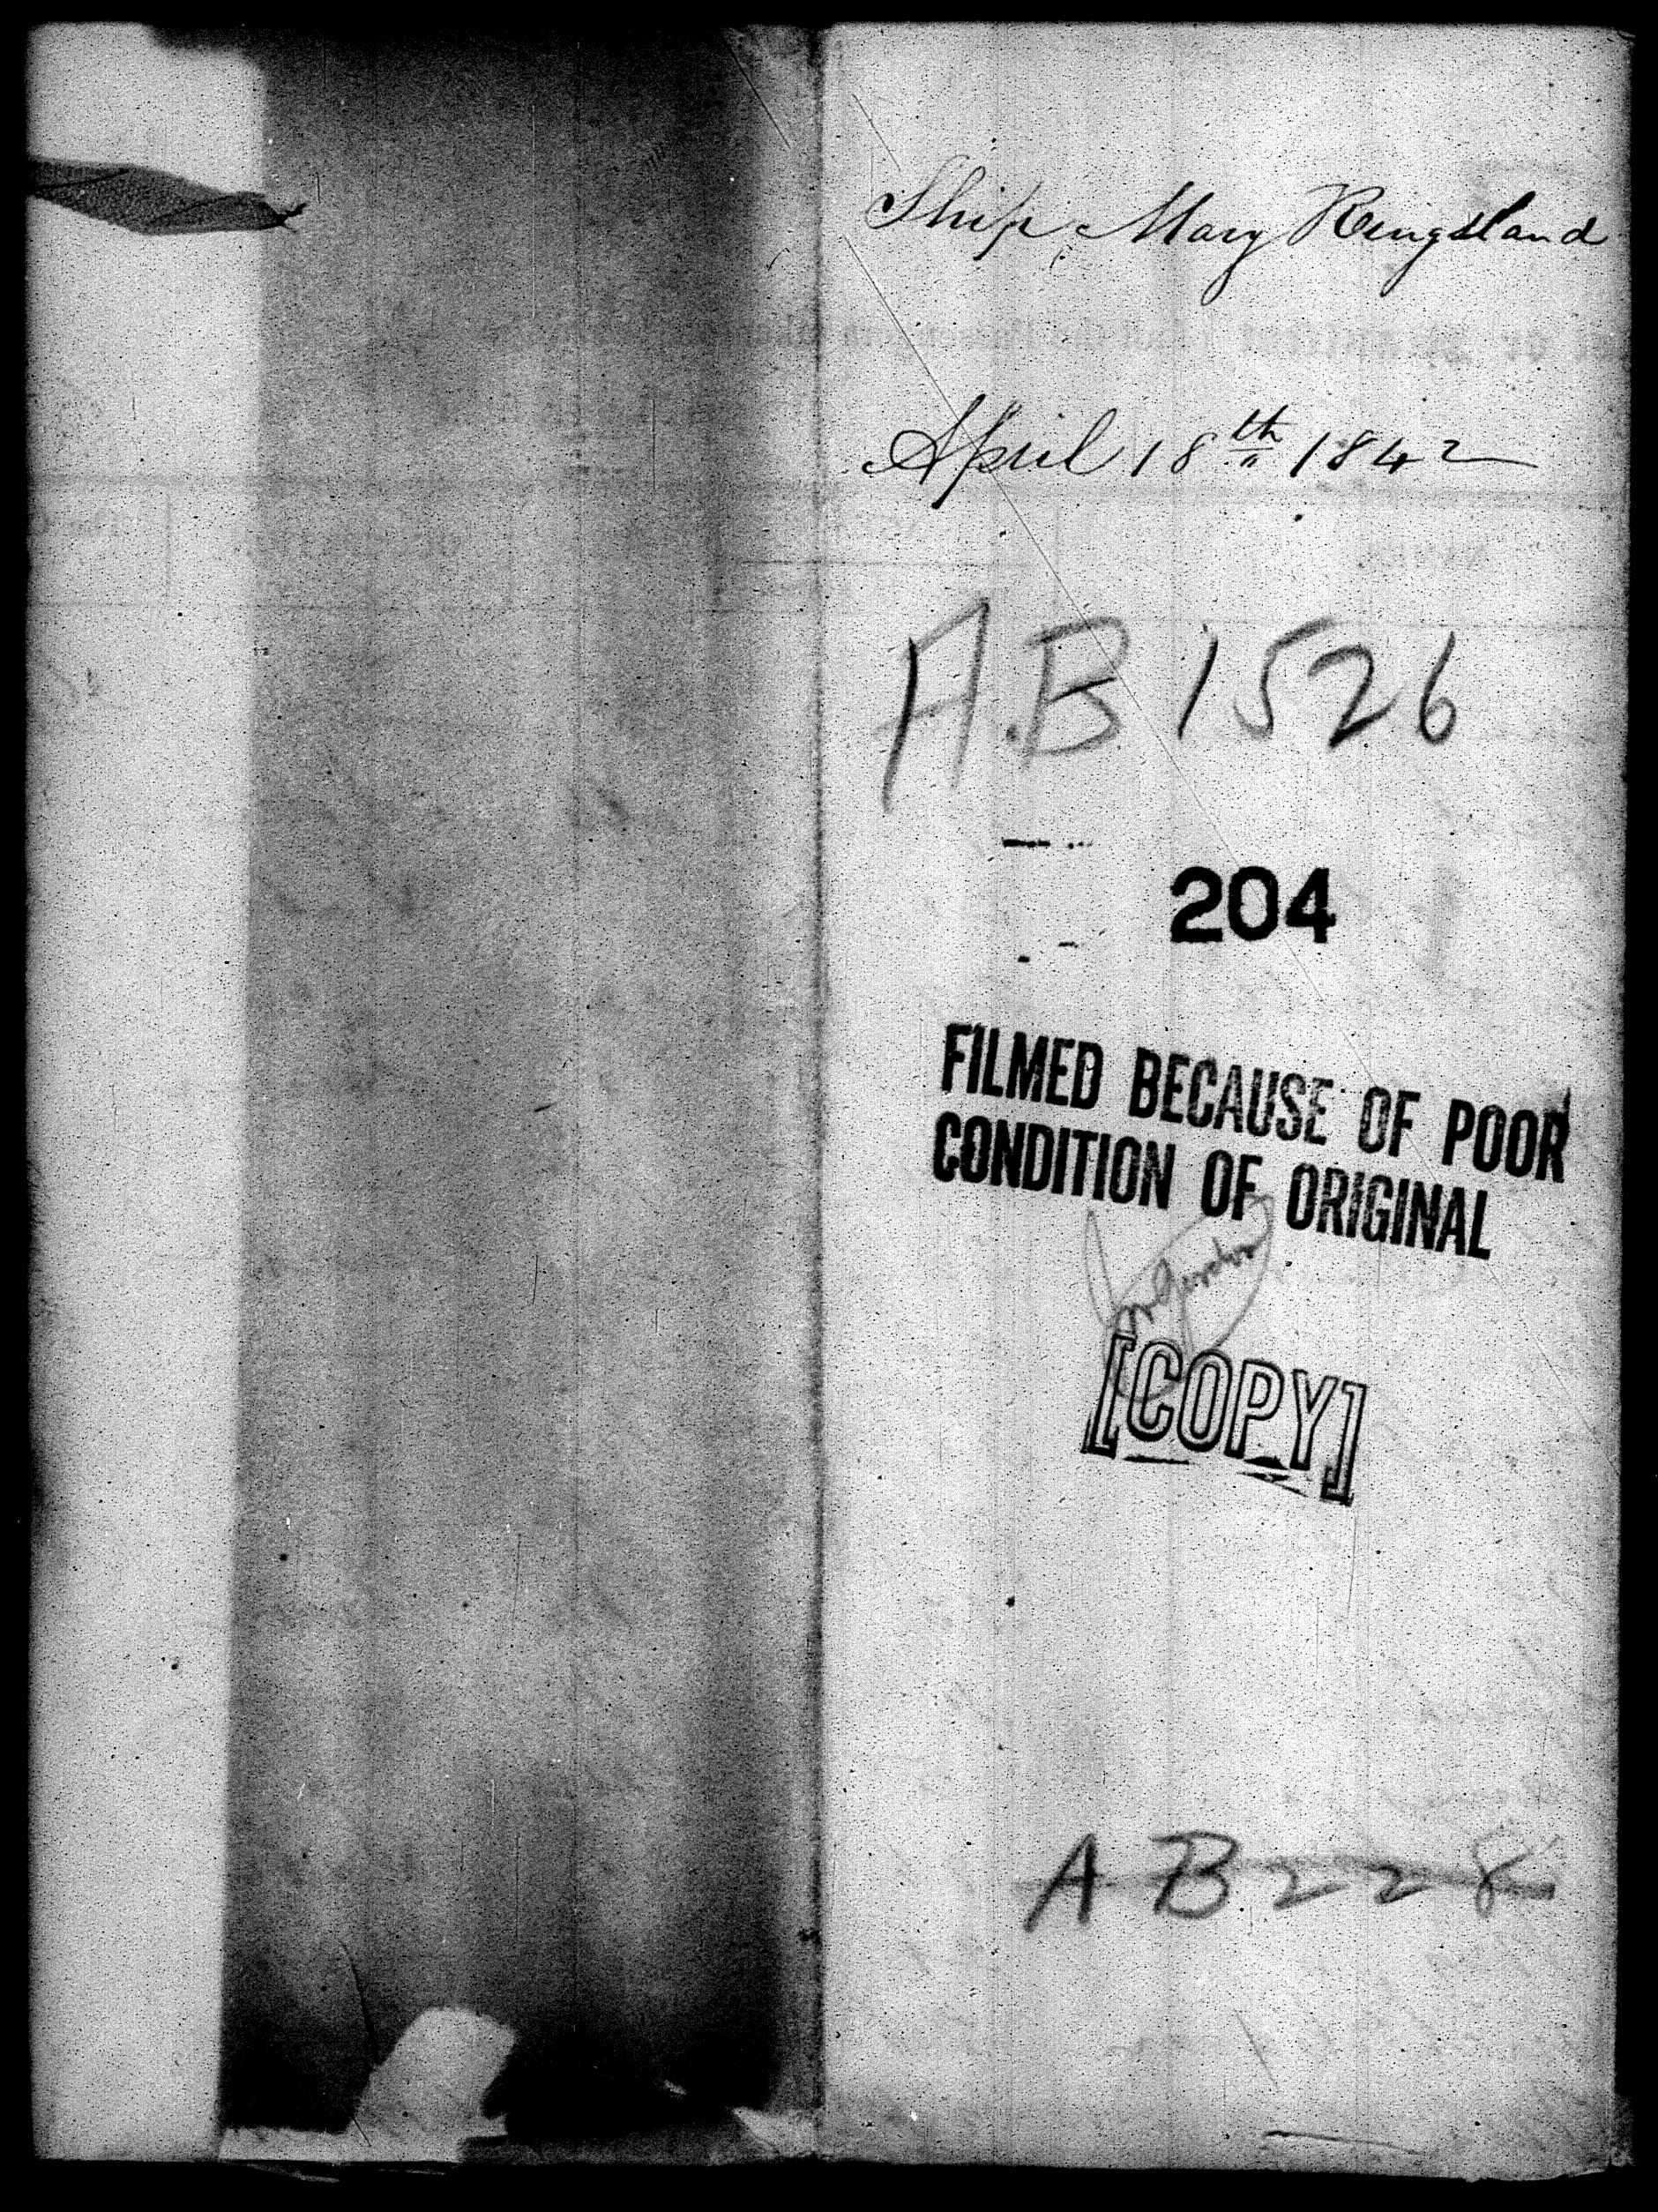 Ship Mary Kingsland
April 18th 1842
A.B 1526
204
FILMED BECAUSE OF POOR
CONDITION OF ORIGINAL
[COPY]
A B 228